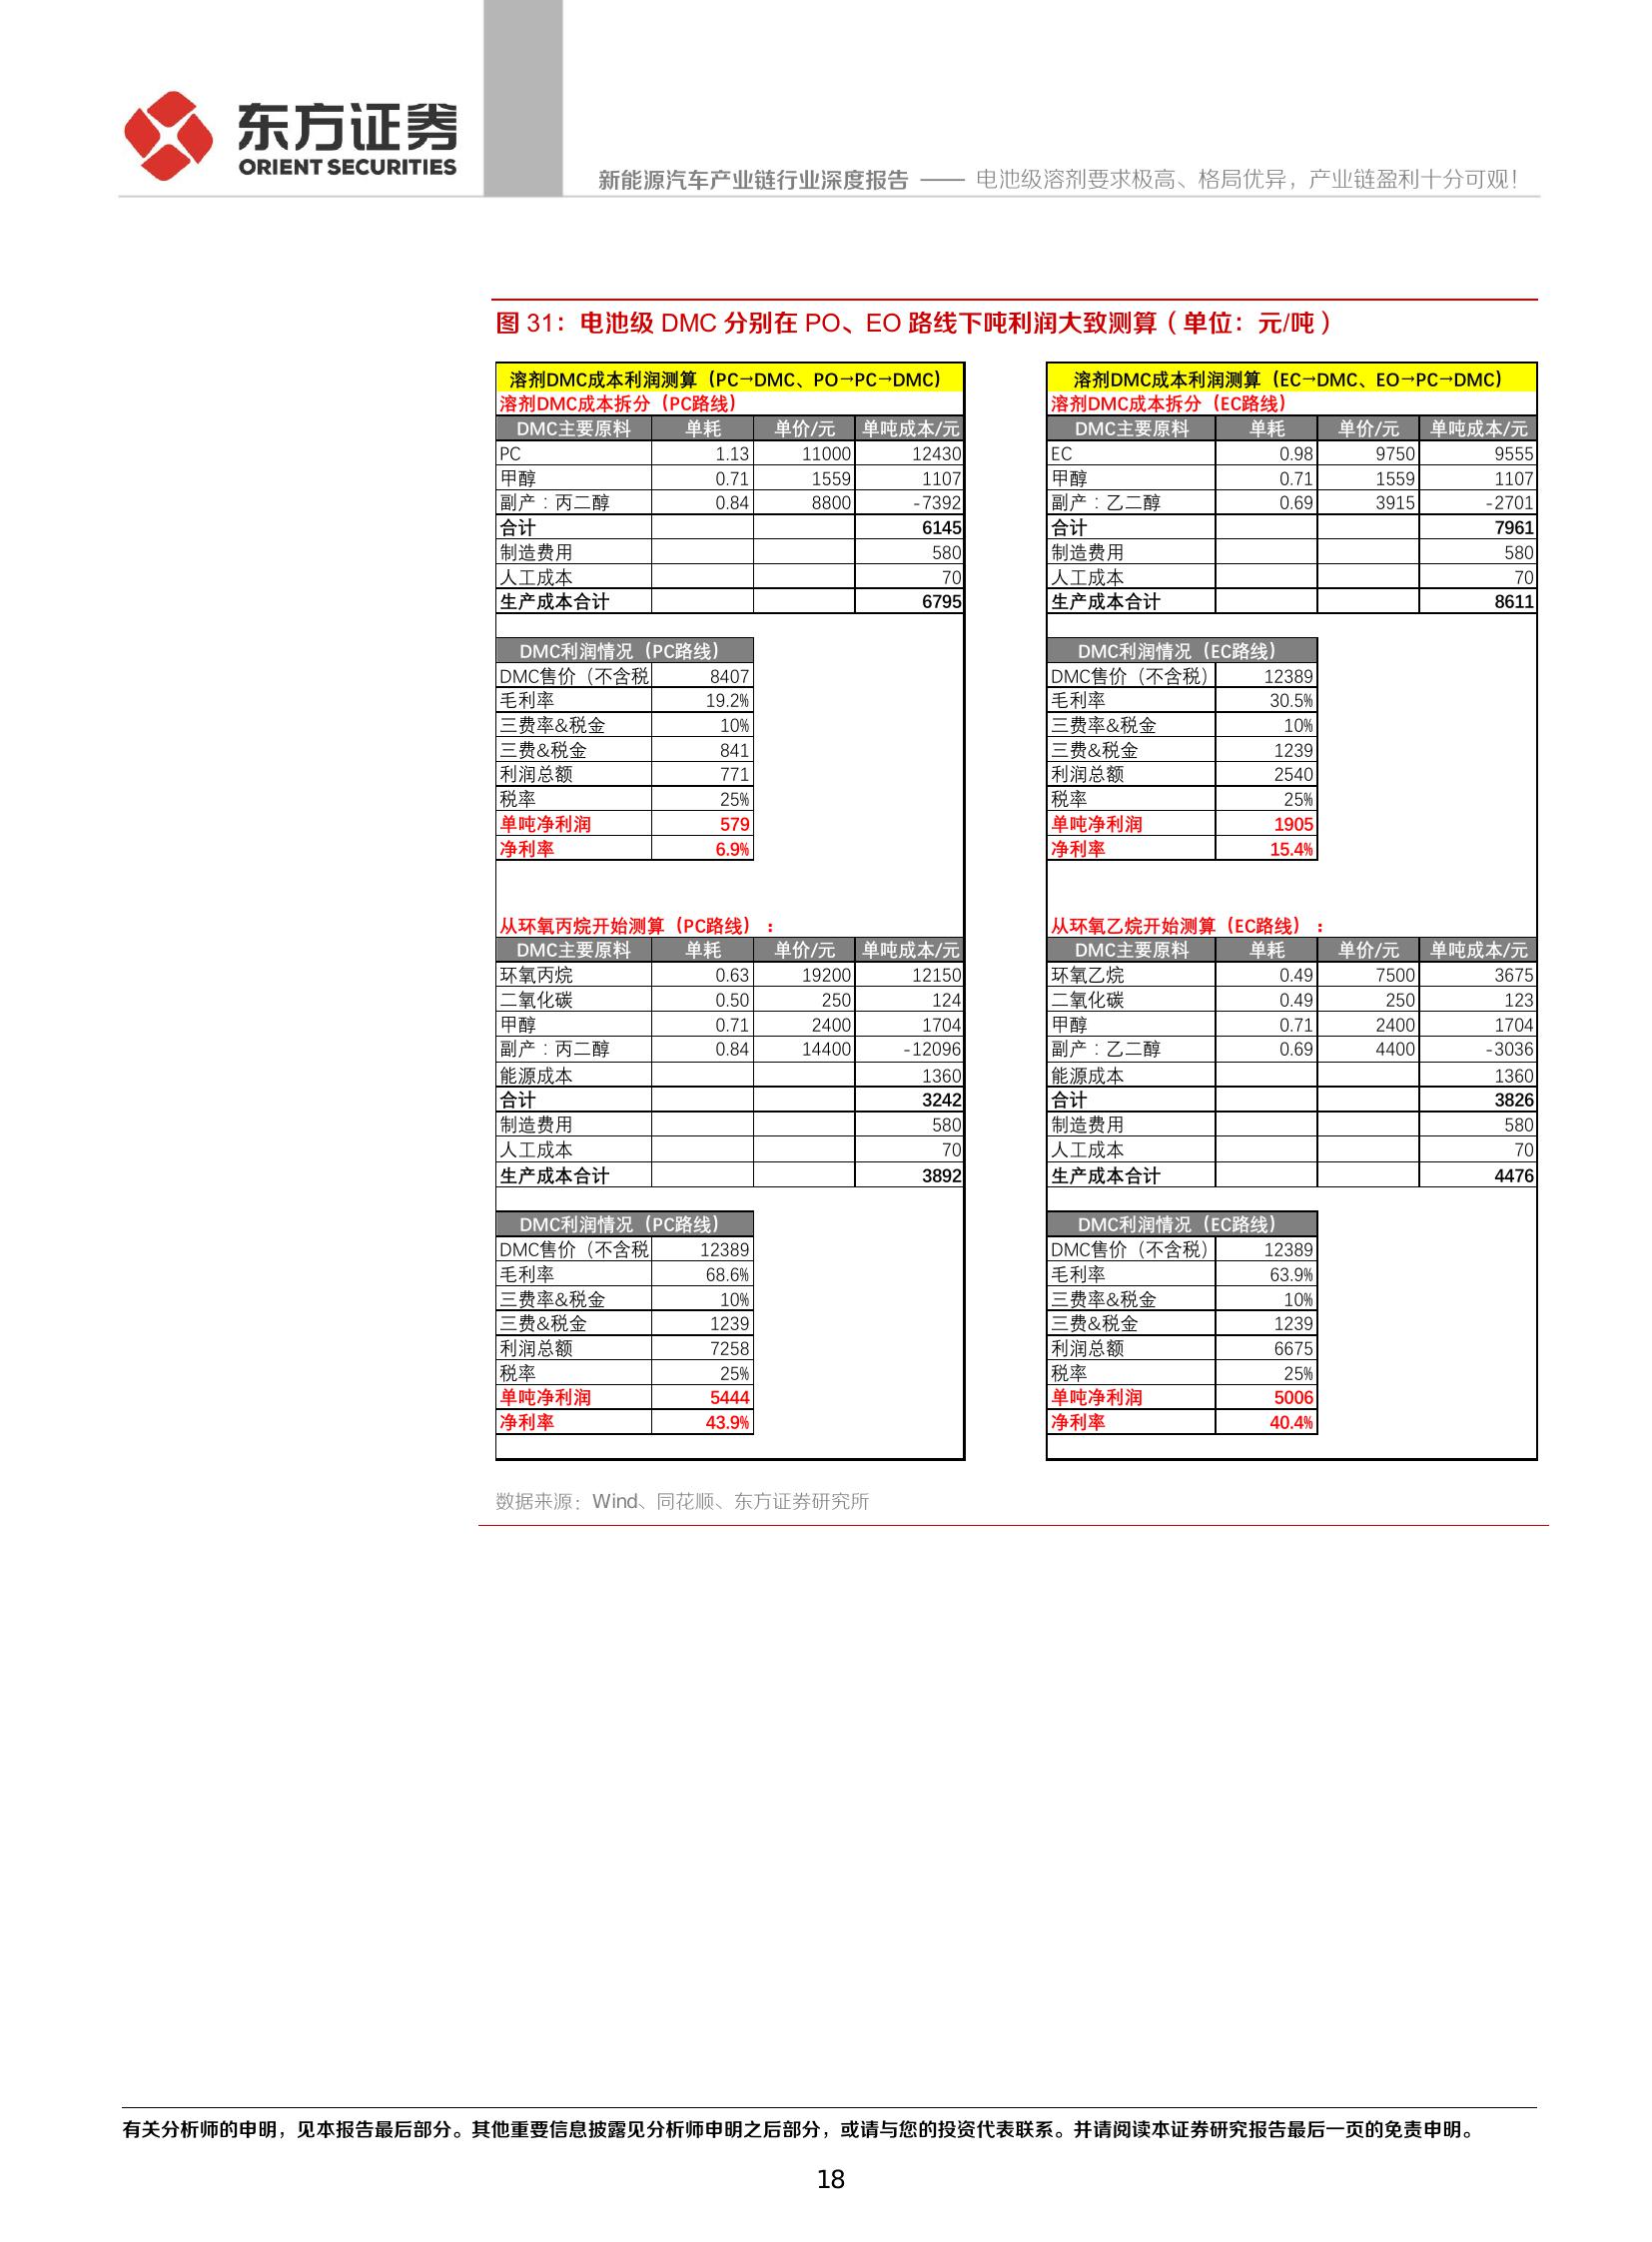 东方证券
ORIENT SECURITIES
新能源汽车产业链行业深度报告 —— 电池级溶剂要求极高、格局优异，产业链盈利十分可观！
图 31：电池级 DMC 分别在 PO、EO 路线下吨利润大致测算（单位：元/吨）
溶剂DMC成本利润测算（PC→DMC、PO→PC→DMC）
溶剂DMC成本拆分（PC路线）
DMC主要原料 单耗 单价/元 单吨成本/元
PC 1.13 11000 12430
甲醇 0.71 1559 1107
副产：丙二醇 0.84 8800 -7392
合计 6145
制造费用 580
人工成本 70
生产成本合计 6795
DMC利润情况（PC路线）
DMC售价（不含税 8407
毛利率 19.2%
三费率&税金 10%
三费&税金 841
利润总额 771
税率 25%
单吨净利润 579
净利率 6.9%
从环氧丙烷开始测算（PC路线）：
DMC主要原料 单耗 单价/元 单吨成本/元
环氧丙烷 0.63 19200 12150
二氧化碳 0.50 250 124
甲醇 0.71 2400 1704
副产：丙二醇 0.84 14400 -12096
能源成本 1360
合计 3242
制造费用 580
人工成本 70
生产成本合计 3892
DMC利润情况（PC路线）
DMC售价（不含税 12389
毛利率 68.6%
三费率&税金 10%
三费&税金 1239
利润总额 7258
税率 25%
单吨净利润 5444
净利率 43.9%
溶剂DMC成本利润测算（EC→DMC、EO→PC→DMC）
溶剂DMC成本拆分（EC路线）
DMC主要原料 单耗 单价/元 单吨成本/元
EC 0.98 9750 9555
甲醇 0.71 1559 1107
副产：乙二醇 0.69 3915 -2701
合计 7961
制造费用 580
人工成本 70
生产成本合计 8611
DMC利润情况（EC路线）
DMC售价（不含税） 12389
毛利率 30.5%
三费率&税金 10%
三费&税金 1239
利润总额 2540
税率 25%
单吨净利润 1905
净利率 15.4%
从环氧乙烷开始测算（EC路线）：
DMC主要原料 单耗 单价/元 单吨成本/元
环氧乙烷 0.49 7500 3675
二氧化碳 0.49 250 123
甲醇 0.71 2400 1704
副产：乙二醇 0.69 4400 -3036
能源成本 1360
合计 3826
制造费用 580
人工成本 70
生产成本合计 4476
DMC利润情况（EC路线）
DMC售价（不含税） 12389
毛利率 63.9%
三费率&税金 10%
三费&税金 1239
利润总额 6675
税率 25%
单吨净利润 5006
净利率 40.4%
数据来源：Wind、同花顺、东方证券研究所
有关分析师的申明，见本报告最后部分。其他重要信息披露见分析师申明之后部分，或请与您的投资代表联系。并请阅读本证券研究报告最后一页的免责申明。
18